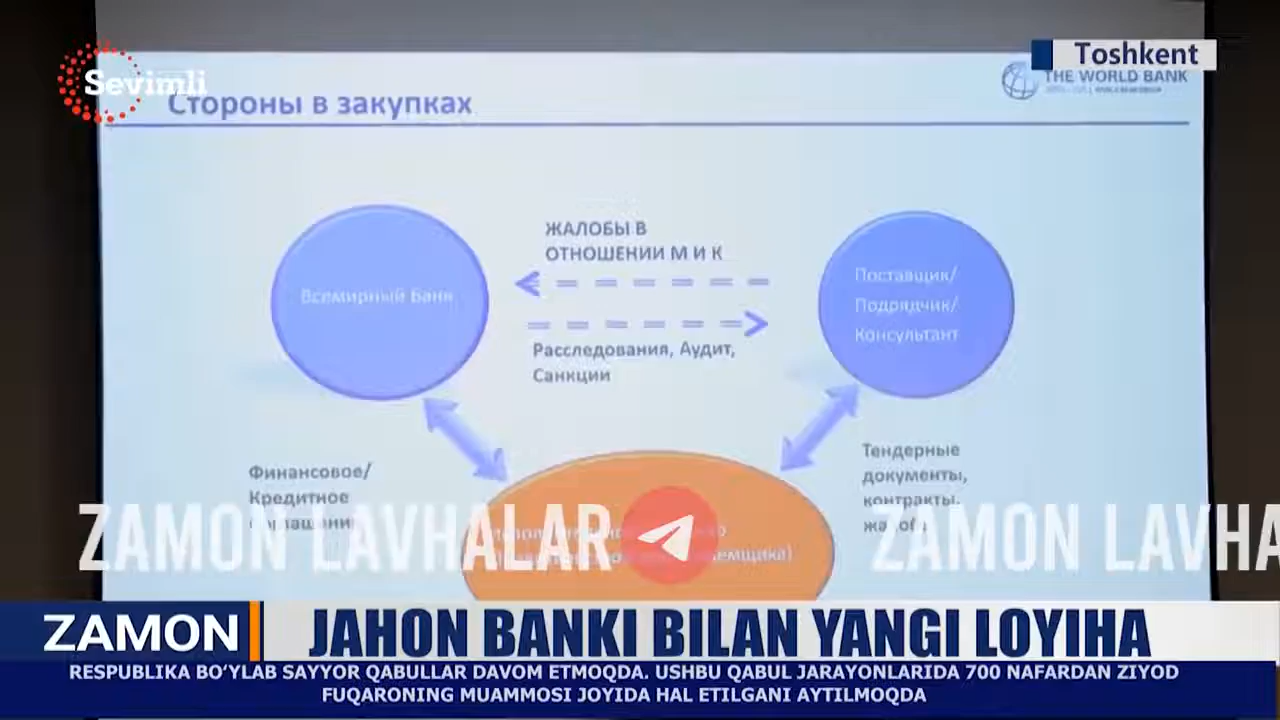 Sevimli
Toshkent
THE WORLD BANK
Стороны в закупках
ЖАЛОБЫ В
ОТНОШЕНИИ М И К
Всемирный Банк
Поставщик/
Подрядчик/
Консультант
Расследования, Аудит,
Санкции
Финансовое/
Кредитное
соглашение
Тендерные
документы,
контракты.
жалобы
ZAMON LAVHALAR
ZAMON LAVHA
ZAMON
JAHON BANKI BILAN YANGI LOYIHA
RESPUBLIKA BO‘YLAB SAYYOR QABULLAR DAVOM ETMOQDA. USHBU QABUL JARAYONLARIDA 700 NAFARDAN ZIYOD
FUQARONING MUAMMOSI JOYIDA HAL ETILGANI AYTILMOQDA